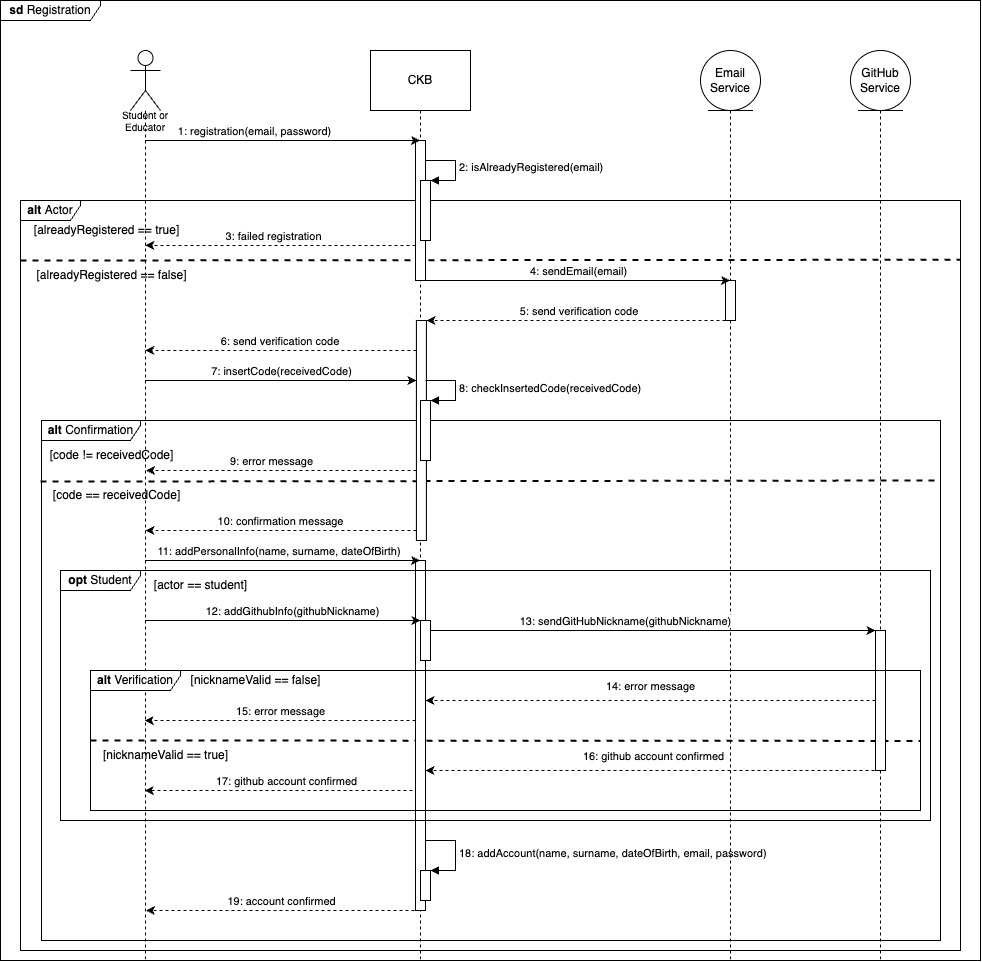 sd Registration
CKB
Email
Service
GitHub
Service
Student or
Educator
1: registration(email, password)
2: isAlreadyRegistered(email)
alt Actor
[alreadyRegistered == true]
3: failed registration
[alreadyRegistered == false]
4: sendEmail(email)
5: send verification code
6: send verification code
7: insertCode(receivedCode)
8: checkInsertedCode(receivedCode)
alt Confirmation
[code != receivedCode]
9: error message
[code == receivedCode]
10: confirmation message
11: addPersonalInfo(name, surname, dateOfBirth)
opt Student
[actor == student]
12: addGithubInfo(githubNickname)
13: sendGitHubNickname(githubNickname)
alt Verification
[nicknameValid == false]
14: error message
15: error message
[nicknameValid == true]
16: github account confirmed
17: github account confirmed
18: addAccount(name, surname, dateOfBirth, email, password)
19: account confirmed